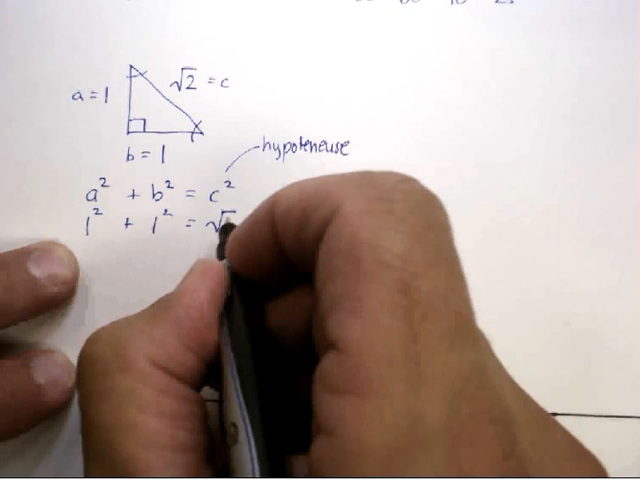 √2 = c
a = 1
b = 1
hypoteneuse
a² + b² = c²
1² + 1² = √